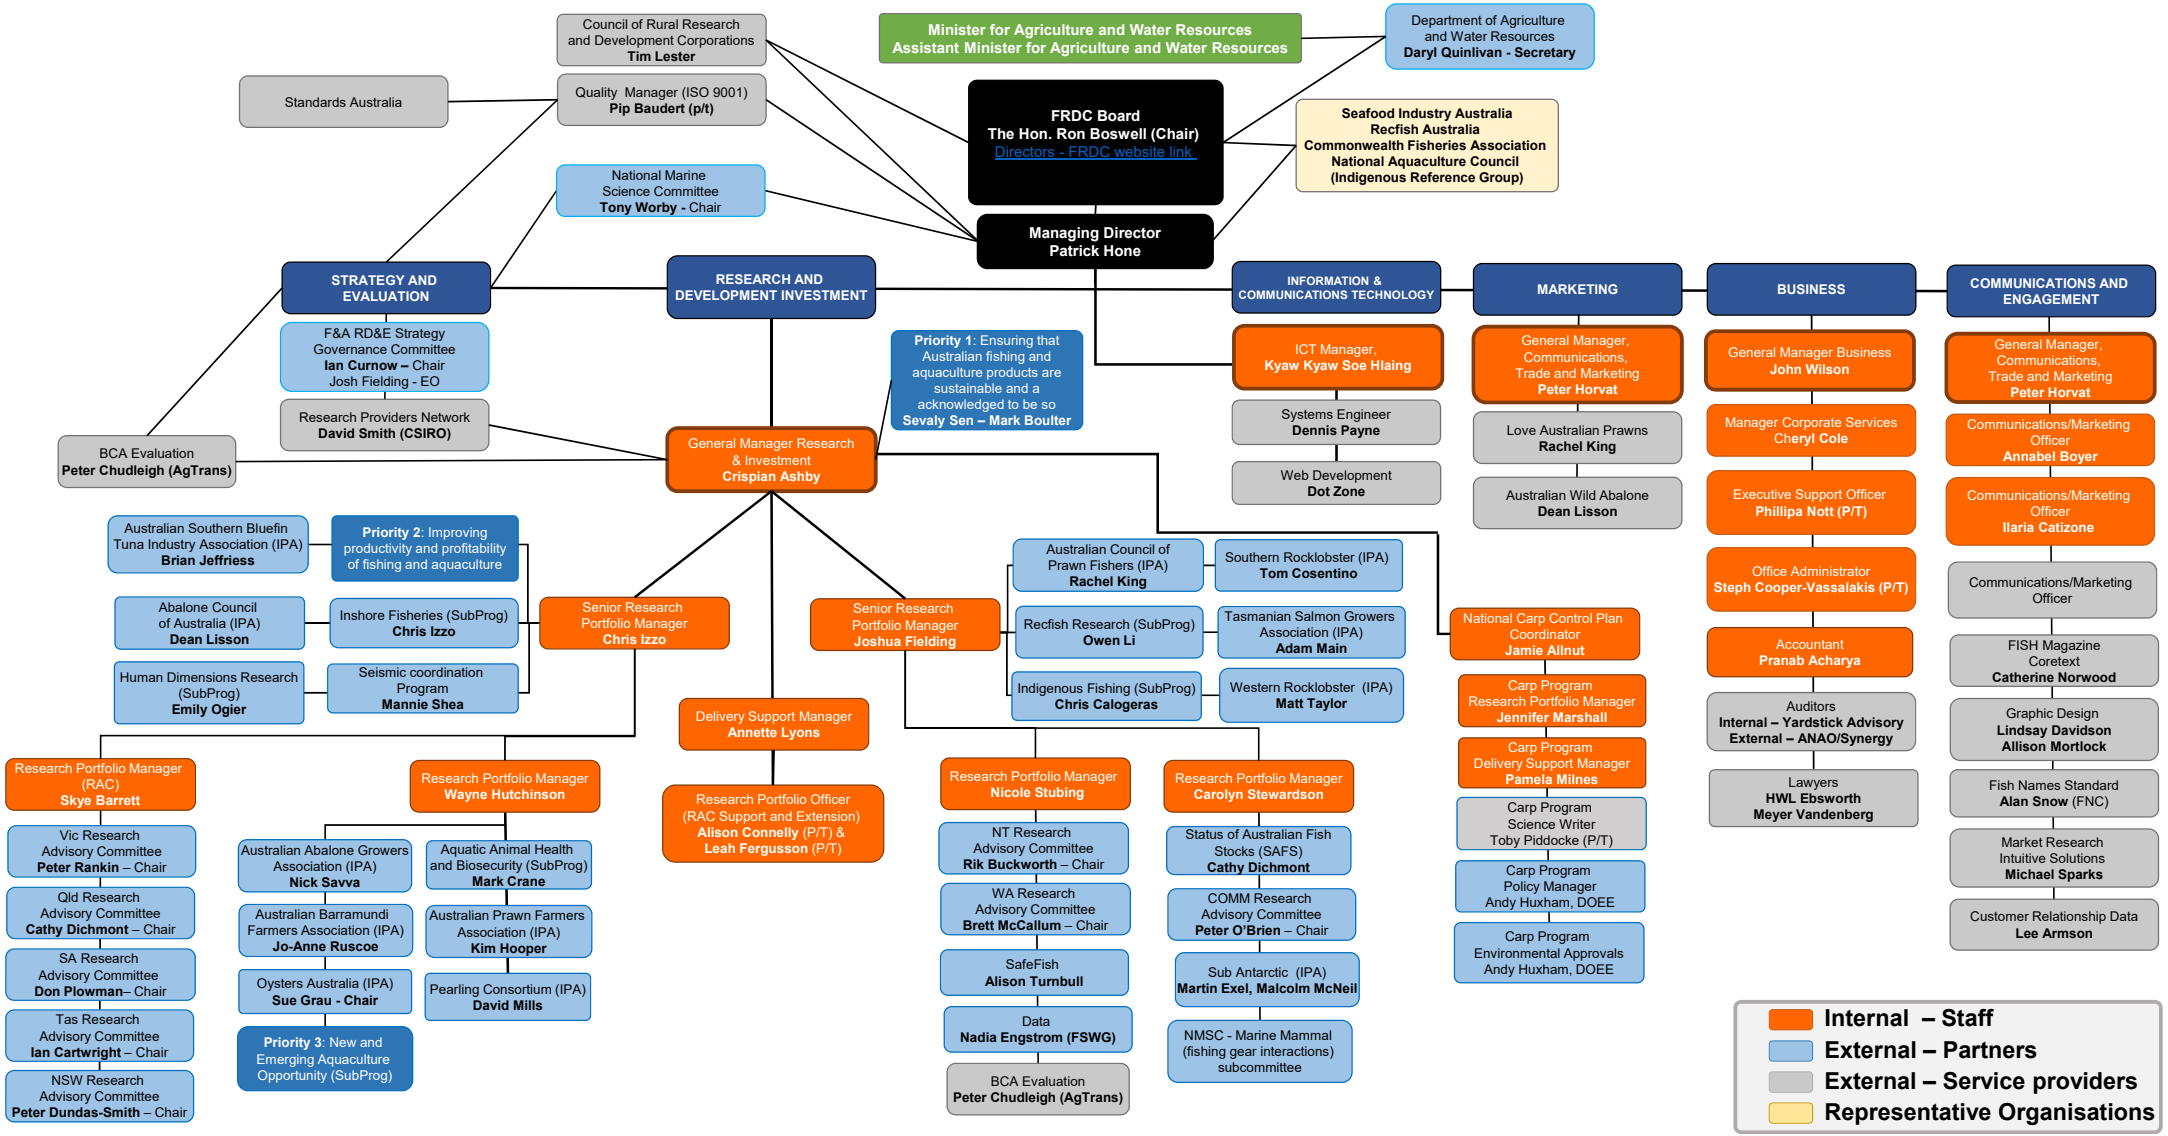 Council of Rural Research
and Development Corporations
Tim Lester
Minister for Agriculture and Water Resources
Assistant Minister for Agriculture and Water Resources
Department of Agriculture
and Water Resources
Daryl Quinlivan - Secretary
Standards Australia
Quality Manager (ISO 9001)
Pip Baudert (p/t)
FRDC Board
The Hon. Ron Boswell (Chair)
Directors - FRDC website link
Seafood Industry Australia
Recfish Australia
Commonwealth Fisheries Association
National Aquaculture Council
(Indigenous Reference Group)
National Marine
Science Committee
Tony Worby - Chair
Managing Director
Patrick Hone
STRATEGY AND
EVALUATION
RESEARCH AND
DEVELOPMENT INVESTMENT
INFORMATION &
COMMUNICATIONS TECHNOLOGY
MARKETING
BUSINESS
COMMUNICATIONS AND
ENGAGEMENT
F&A RD&E Strategy
Governance Committee
Ian Curnow – Chair
Josh Fielding - EO
Research Providers Network
David Smith (CSIRO)
BCA Evaluation
Peter Chudleigh (AgTrans)
Priority 1: Ensuring that
Australian fishing and
aquaculture products are
sustainable and a
acknowledged to be so
Sevaly Sen – Mark Boulter
General Manager Research
& Investment
Crispian Ashby
ICT Manager,
Kyaw Kyaw Soe Hlaing
Systems Engineer
Dennis Payne
Web Development
Dot Zone
General Manager,
Communications,
Trade and Marketing
Peter Horvat
Love Australian Prawns
Rachel King
Australian Wild Abalone
Dean Lisson
General Manager Business
John Wilson
Manager Corporate Services
Cheryl Cole
Executive Support Officer
Phillipa Nott (P/T)
Office Administrator
Steph Cooper-Vassalakis (P/T)
Accountant
Pranab Acharya
Auditors
Internal – Yardstick Advisory
External – ANAO/Synergy
Lawyers
HWL Ebsworth
Meyer Vandenberg
General Manager,
Communications,
Trade and Marketing
Peter Horvat
Communications/Marketing
Officer
Annabel Boyer
Communications/Marketing
Officer
Ilaria Catizone
Communications/Marketing
Officer
FISH Magazine
Coretext
Catherine Norwood
Graphic Design
Lindsay Davidson
Allison Mortlock
Fish Names Standard
Alan Snow (FNC)
Market Research
Intuitive Solutions
Michael Sparks
Customer Relationship Data
Lee Armson
Australian Southern Bluefin
Tuna Industry Association (IPA)
Brian Jeffriess
Priority 2: Improving
productivity and profitability
of fishing and aquaculture
Abalone Council
of Australia (IPA)
Dean Lisson
Inshore Fisheries (SubProg)
Chris Izzo
Human Dimensions Research
(SubProg)
Emily Ogier
Seismic coordination
Program
Mannie Shea
Senior Research
Portfolio Manager
Chris Izzo
Senior Research
Portfolio Manager
Joshua Fielding
Australian Council of
Prawn Fishers (IPA)
Rachel King
Southern Rocklobster (IPA)
Tom Cosentino
Recfish Research (SubProg)
Owen Li
Tasmanian Salmon Growers
Association (IPA)
Adam Main
Indigenous Fishing (SubProg)
Chris Calogeras
Western Rocklobster (IPA)
Matt Taylor
National Carp Control Plan
Coordinator
Jamie Allnut
Carp Program
Research Portfolio Manager
Jennifer Marshall
Carp Program
Delivery Support Manager
Pamela Milnes
Carp Program
Science Writer
Toby Piddocke (P/T)
Carp Program
Policy Manager
Andy Huxham, DOEE
Carp Program
Environmental Approvals
Andy Huxham, DOEE
Delivery Support Manager
Annette Lyons
Research Portfolio Officer
(RAC Support and Extension)
Alison Connelly (P/T) &
Leah Fergusson (P/T)
Research Portfolio Manager
(RAC)
Skye Barrett
Vic Research
Advisory Committee
Peter Rankin – Chair
Qld Research
Advisory Committee
Cathy Dichmont – Chair
SA Research
Advisory Committee
Don Plowman– Chair
Tas Research
Advisory Committee
Ian Cartwright – Chair
NSW Research
Advisory Committee
Peter Dundas-Smith – Chair
Research Portfolio Manager
Wayne Hutchinson
Australian Abalone Growers
Association (IPA)
Nick Savva
Australian Barramundi
Farmers Association (IPA)
Jo-Anne Ruscoe
Oysters Australia (IPA)
Sue Grau - Chair
Priority 3: New and
Emerging Aquaculture
Opportunity (SubProg)
Aquatic Animal Health
and Biosecurity (SubProg)
Mark Crane
Australian Prawn Farmers
Association (IPA)
Kim Hooper
Pearling Consortium (IPA)
David Mills
Research Portfolio Manager
Nicole Stubing
NT Research
Advisory Committee
Rik Buckworth – Chair
WA Research
Advisory Committee
Brett McCallum – Chair
SafeFish
Alison Turnbull
Data
Nadia Engstrom (FSWG)
BCA Evaluation
Peter Chudleigh (AgTrans)
Research Portfolio Manager
Carolyn Stewardson
Status of Australian Fish
Stocks (SAFS)
Cathy Dichmont
COMM Research
Advisory Committee
Peter O'Brien – Chair
Sub Antarctic (IPA)
Martin Exel, Malcolm McNeil
NMSC - Marine Mammal
(fishing gear interactions)
subcommittee
Internal – Staff
External – Partners
External – Service providers
Representative Organisations